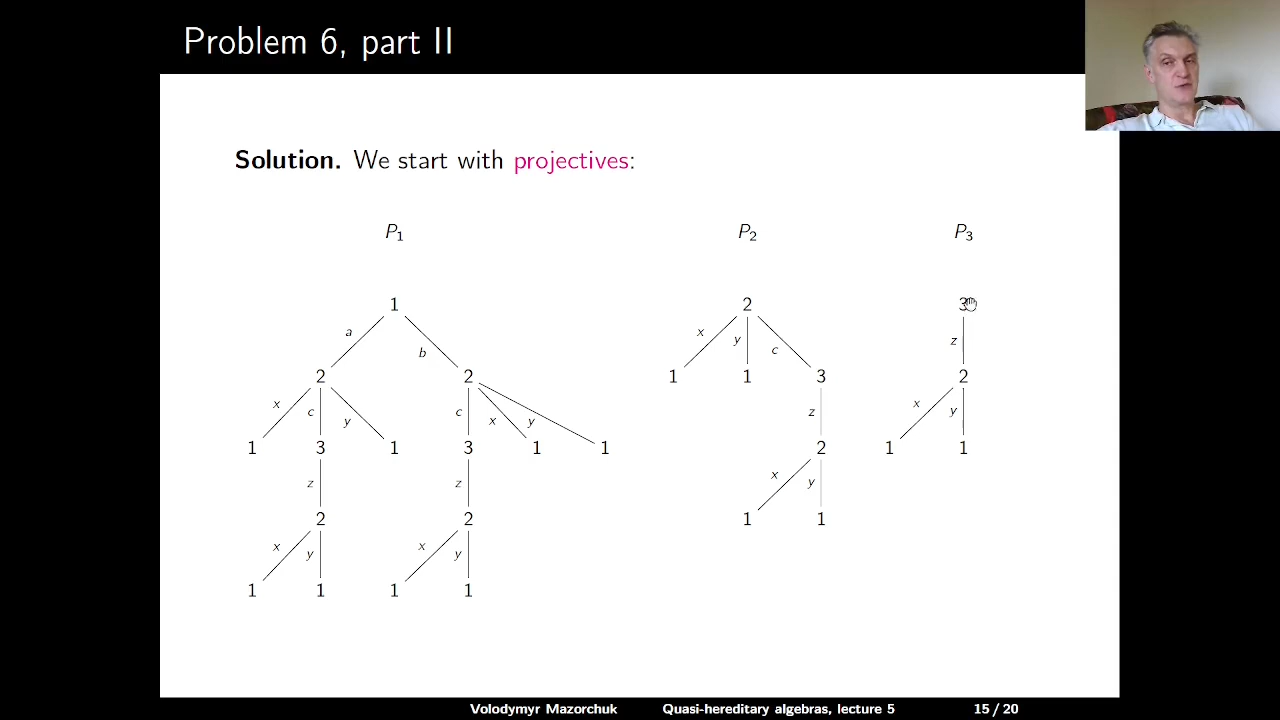 Problem 6, part II
Solution. We start with projectives:
P₁ P₂ P₃
1 2 3
a b x y c z
2 2 1 1 3 2
x c y c x y z x y
1 3 1 3 1 1 2 1 1
z z x y
2 2 1 1
x y x y
1 1 1 1
Volodymyr Mazorchuk Quasi-hereditary algebras, lecture 5 15 / 20